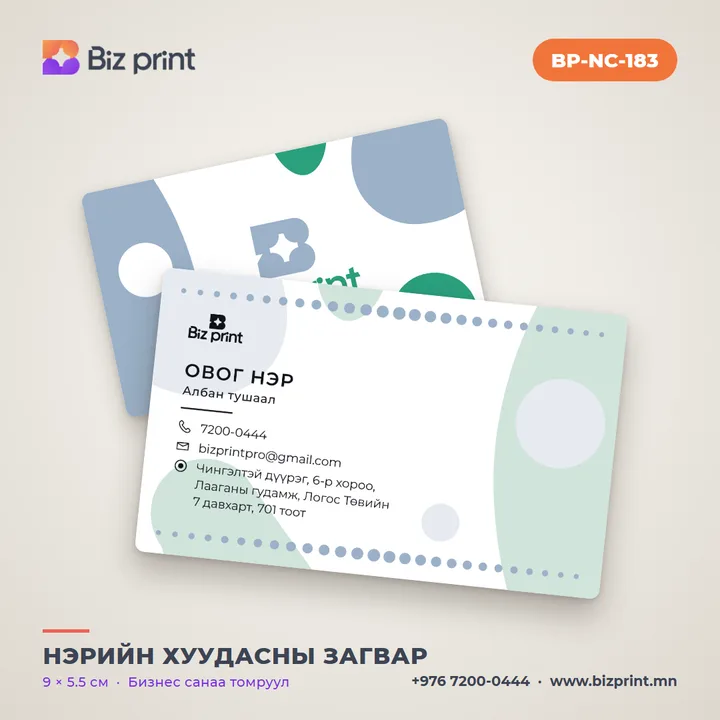 Biz print
BP-NC-183
Biz print
ОВОГ НЭР
Албан тушаал
7200-0444
bizprintpro@gmail.com
Чингэлтэй дүүрэг, 6-р хороо,
Лааганы гудамж, Логос Төвийн
7 давхарт, 701 тоот
НЭРИЙН ХУУДАСНЫ ЗАГВАР
9 × 5.5 см · Бизнес санаа томруул
+976 7200-0444 · www.bizprint.mn